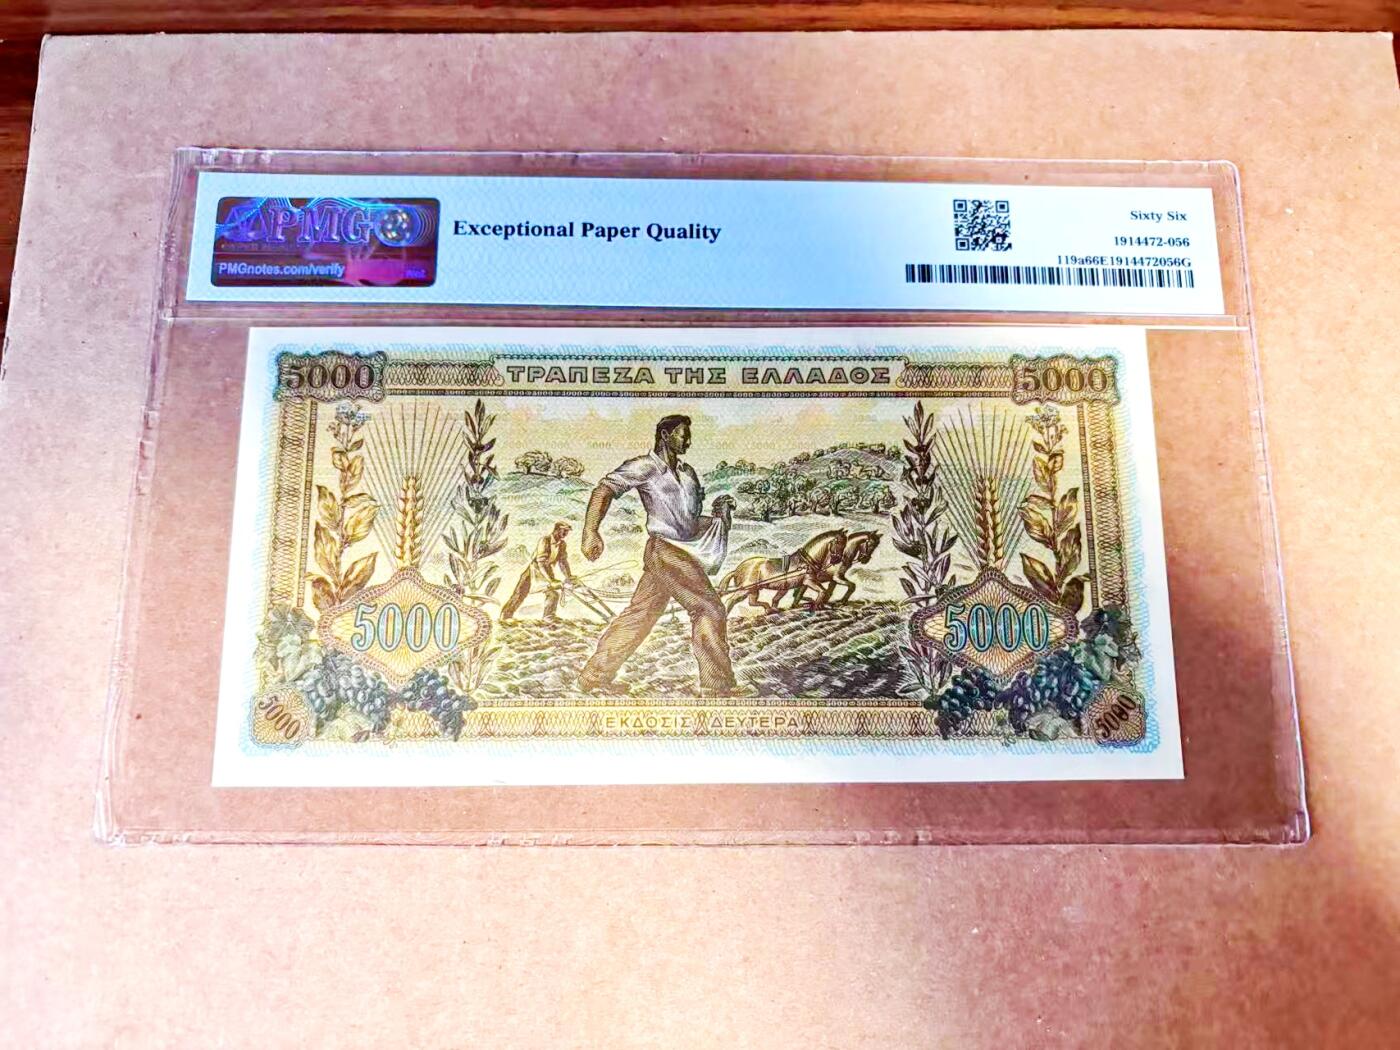 PMG
PMGnotes.com/verify
Exceptional Paper Quality
Sixty Six
1914472-056
119a66E1914472056G
5000 ΤΡΑΠΕΖΑ ΤΗΣ ΕΛΛΑΔΟΣ 5000
5000 5000
5000 ΕΚΔΟΣΙΣ ΔΕΥΤΕΡΑ 5000